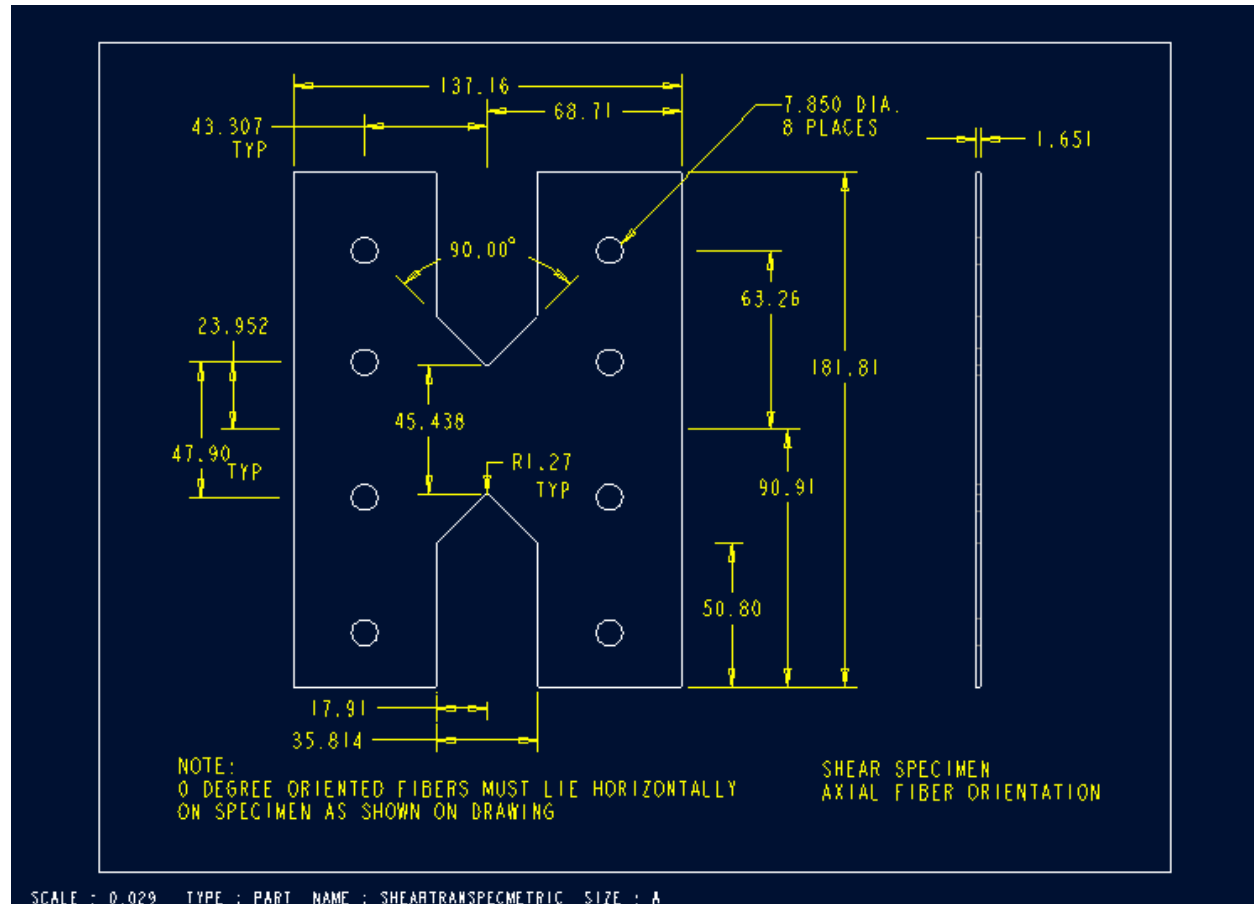 137.16
68.71
43.307
TYP
7.850 DIA.
8 PLACES
1.651
90.00°
63.26
23.952
181.81
45.438
47.90
TYP
R1.27
TYP
90.91
50.80
17.91
35.814
NOTE:
0 DEGREE ORIENTED FIBERS MUST LIE HORIZONTALLY
ON SPECIMEN AS SHOWN ON DRAWING
SHEAR SPECIMEN
AXIAL FIBER ORIENTATION
SCALE : 0.029 TYPE : PART NAME : SHEARTRANSPECMETRIC SIZE : A